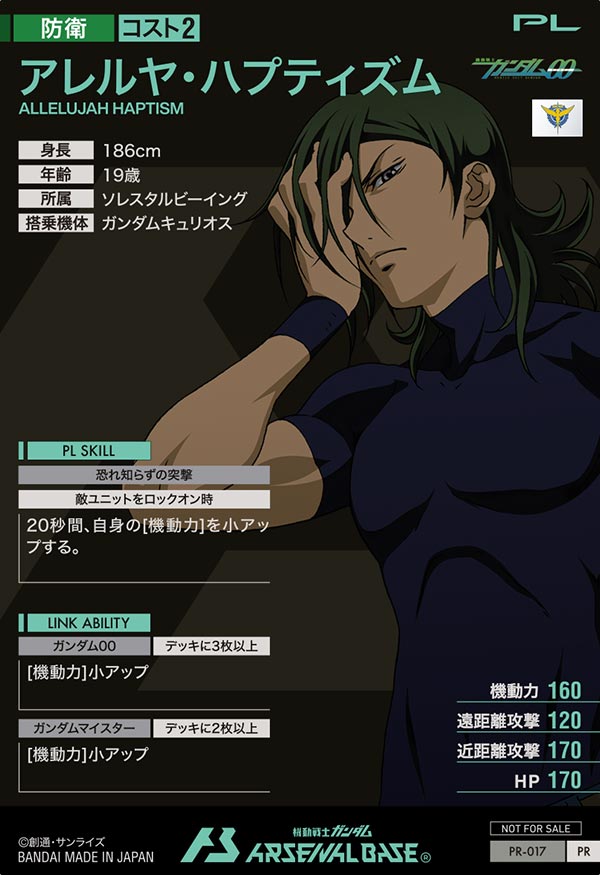 防衛 コスト2 PL
アレルヤ・ハプティズム
ALLELUJAH HAPTISM
ガンダム00
身長 186cm
年齢 19歳
所属 ソレスタルビーイング
搭乗機体 ガンダムキュリオス
PL SKILL
恐れ知らずの突撃
敵ユニットをロックオン時
20秒間、自身の[機動力]を小アッ
プする。
LINK ABILITY
ガンダム00 デッキに3枚以上
[機動力]小アップ
ガンダムマイスター デッキに2枚以上
[機動力]小アップ
機動力 160
遠距離攻撃 120
近距離攻撃 170
HP 170
©創通・サンライズ
BANDAI MADE IN JAPAN
機動戦士ガンダム
ARSENAL BASE®
NOT FOR SALE
PR-017 PR